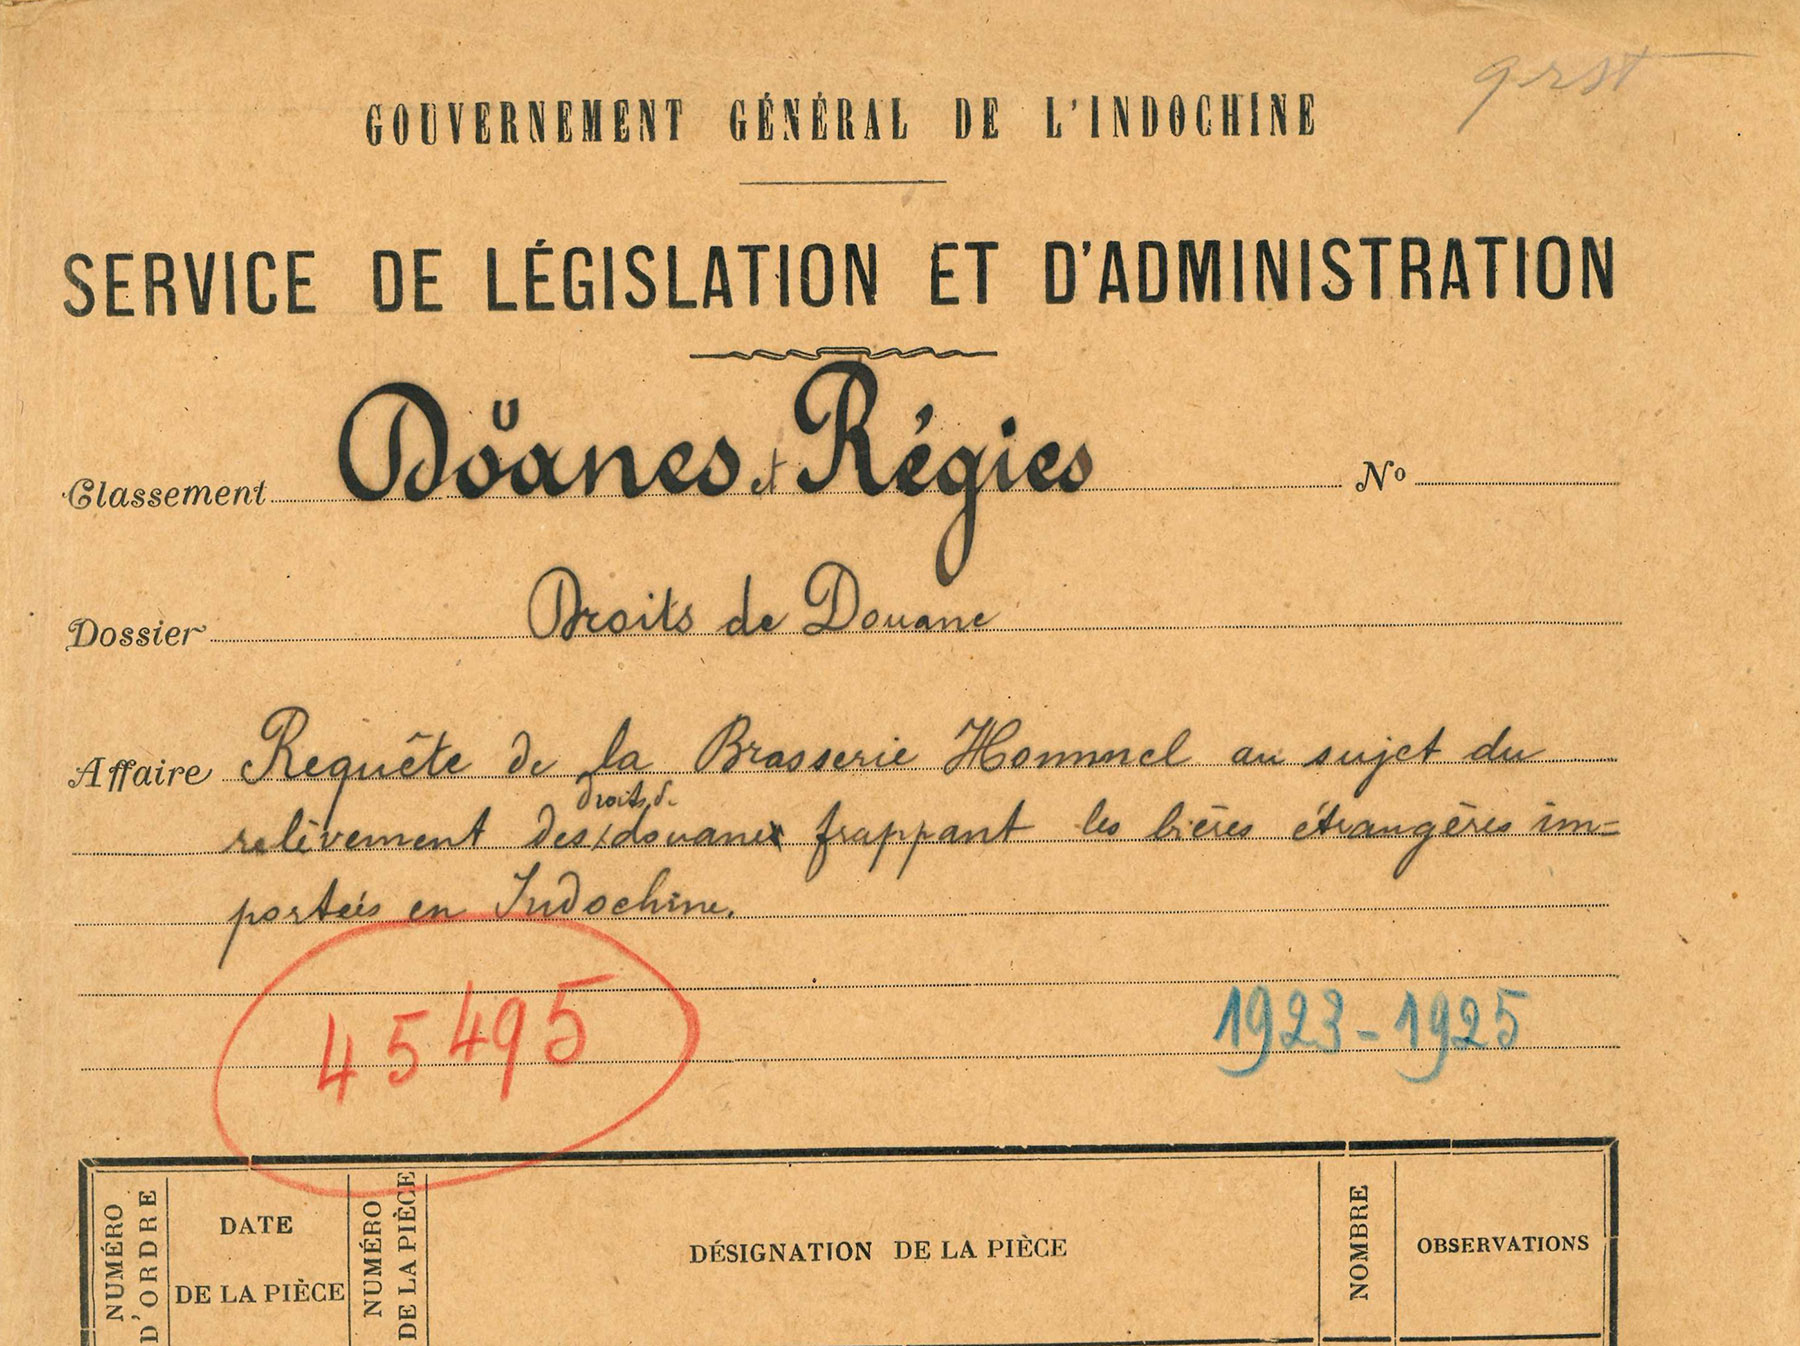 GOUVERNEMENT GÉNÉRAL DE L'INDOCHINE
SERVICE DE LÉGISLATION ET D'ADMINISTRATION
Classement Douanes et Régies No
Dossier Droits de Douane
Affaire Requête de la Brasserie Hommel au sujet du
relèvement des droits de douane frappant les bières étrangères im=
portées en Indochine.
45495
1923-1925
NUMÉRO D'ORDRE
DATE DE LA PIÈCE
NUMÉRO DE LA PIÈCE
DÉSIGNATION DE LA PIÈCE
NOMBRE
OBSERVATIONS